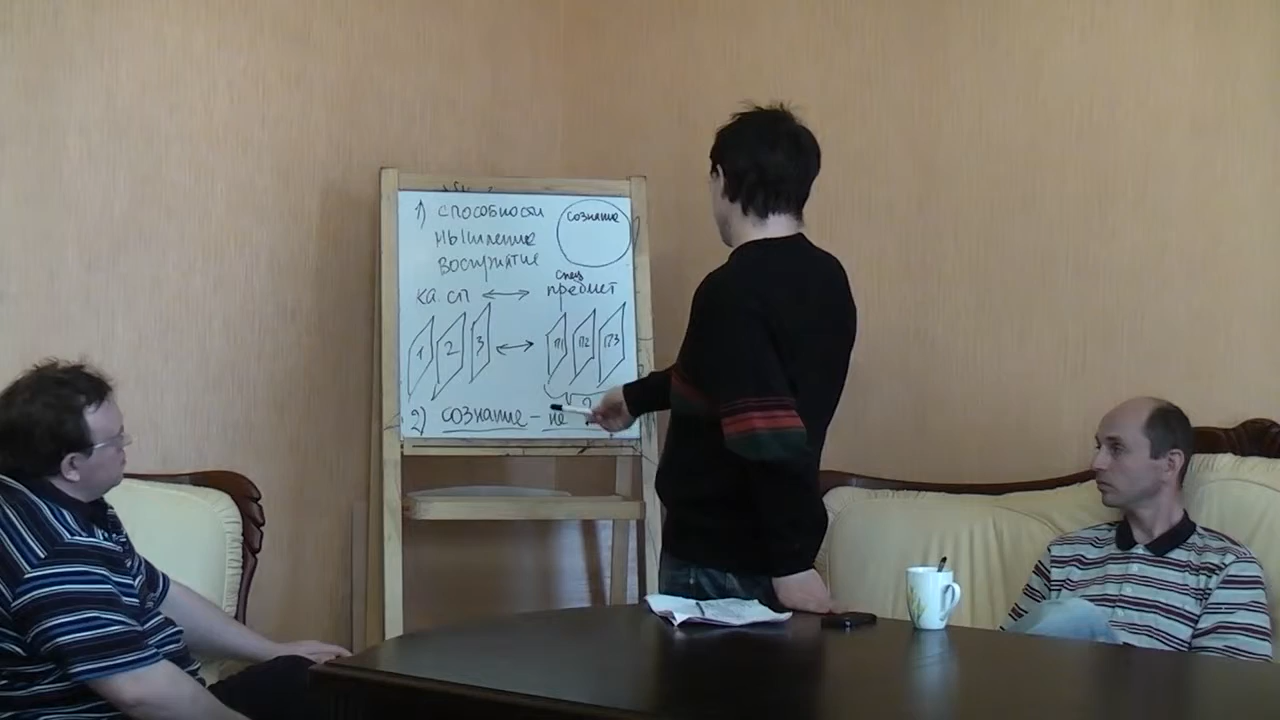 1) способности
сознание
мышление
восприятие
спец
ка. сп ⟷ предмет
1 2 3 ⟷ П1 П2 П3
2) сознание - не